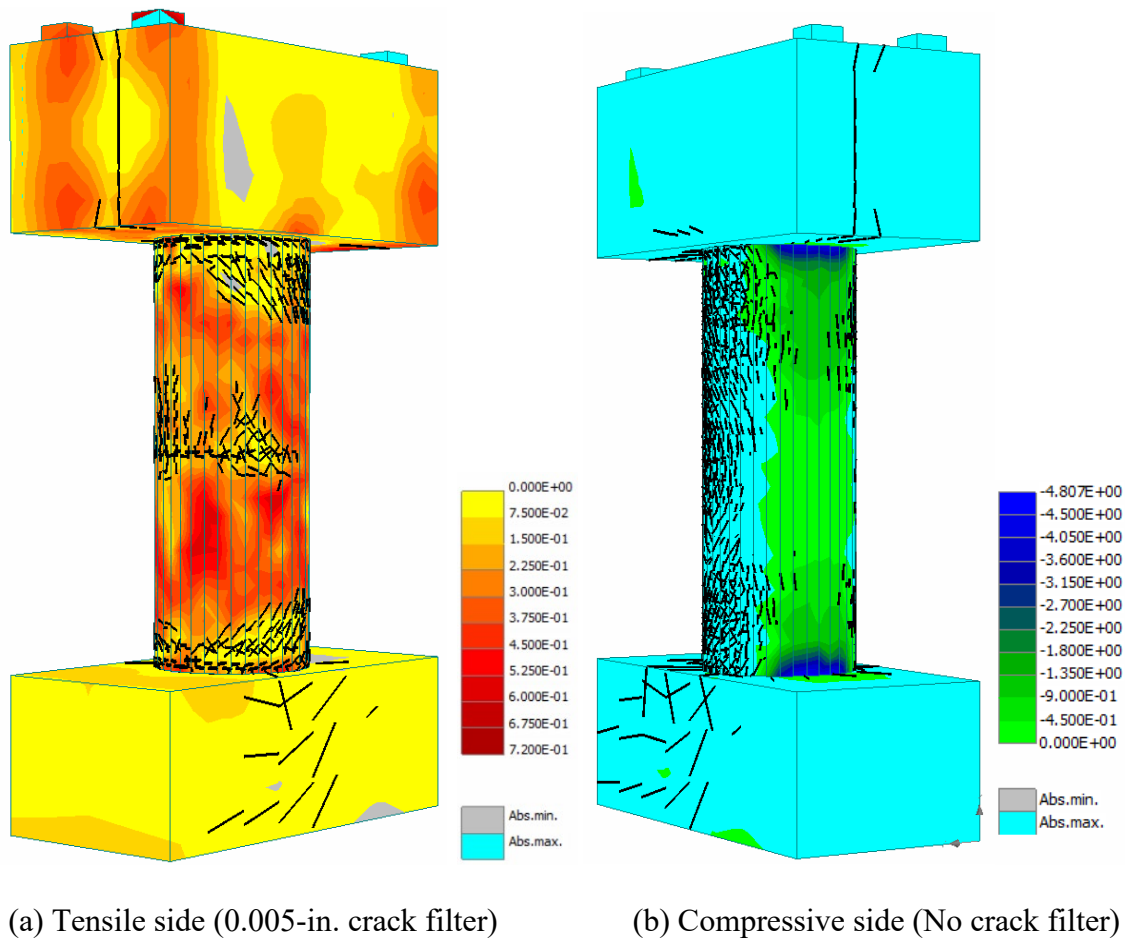 0.000E+00
7.500E-02
1.500E-01
2.250E-01
3.000E-01
3.750E-01
4.500E-01
5.250E-01
6.000E-01
6.750E-01
7.200E-01
Abs.min.
Abs.max.
-4.807E+00
-4.500E+00
-4.050E+00
-3.600E+00
-3.150E+00
-2.700E+00
-2.250E+00
-1.800E+00
-1.350E+00
-9.000E-01
-4.500E-01
0.000E+00
Abs.min.
Abs.max.
(a) Tensile side (0.005-in. crack filter)
(b) Compressive side (No crack filter)